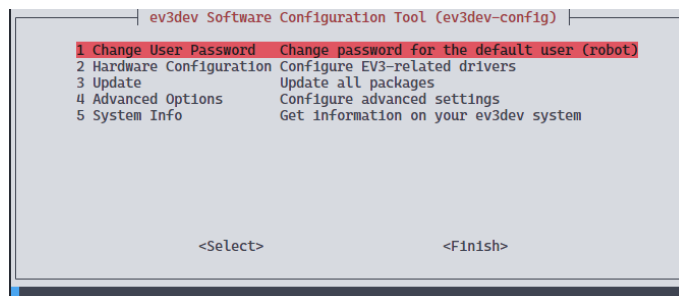 ev3dev Software Configuration Tool (ev3dev-config)
1 Change User Password Change password for the default user (robot)
2 Hardware Configuration Configure EV3-related drivers
3 Update Update all packages
4 Advanced Options Configure advanced settings
5 System Info Get information on your ev3dev system
<Select> <Finish>